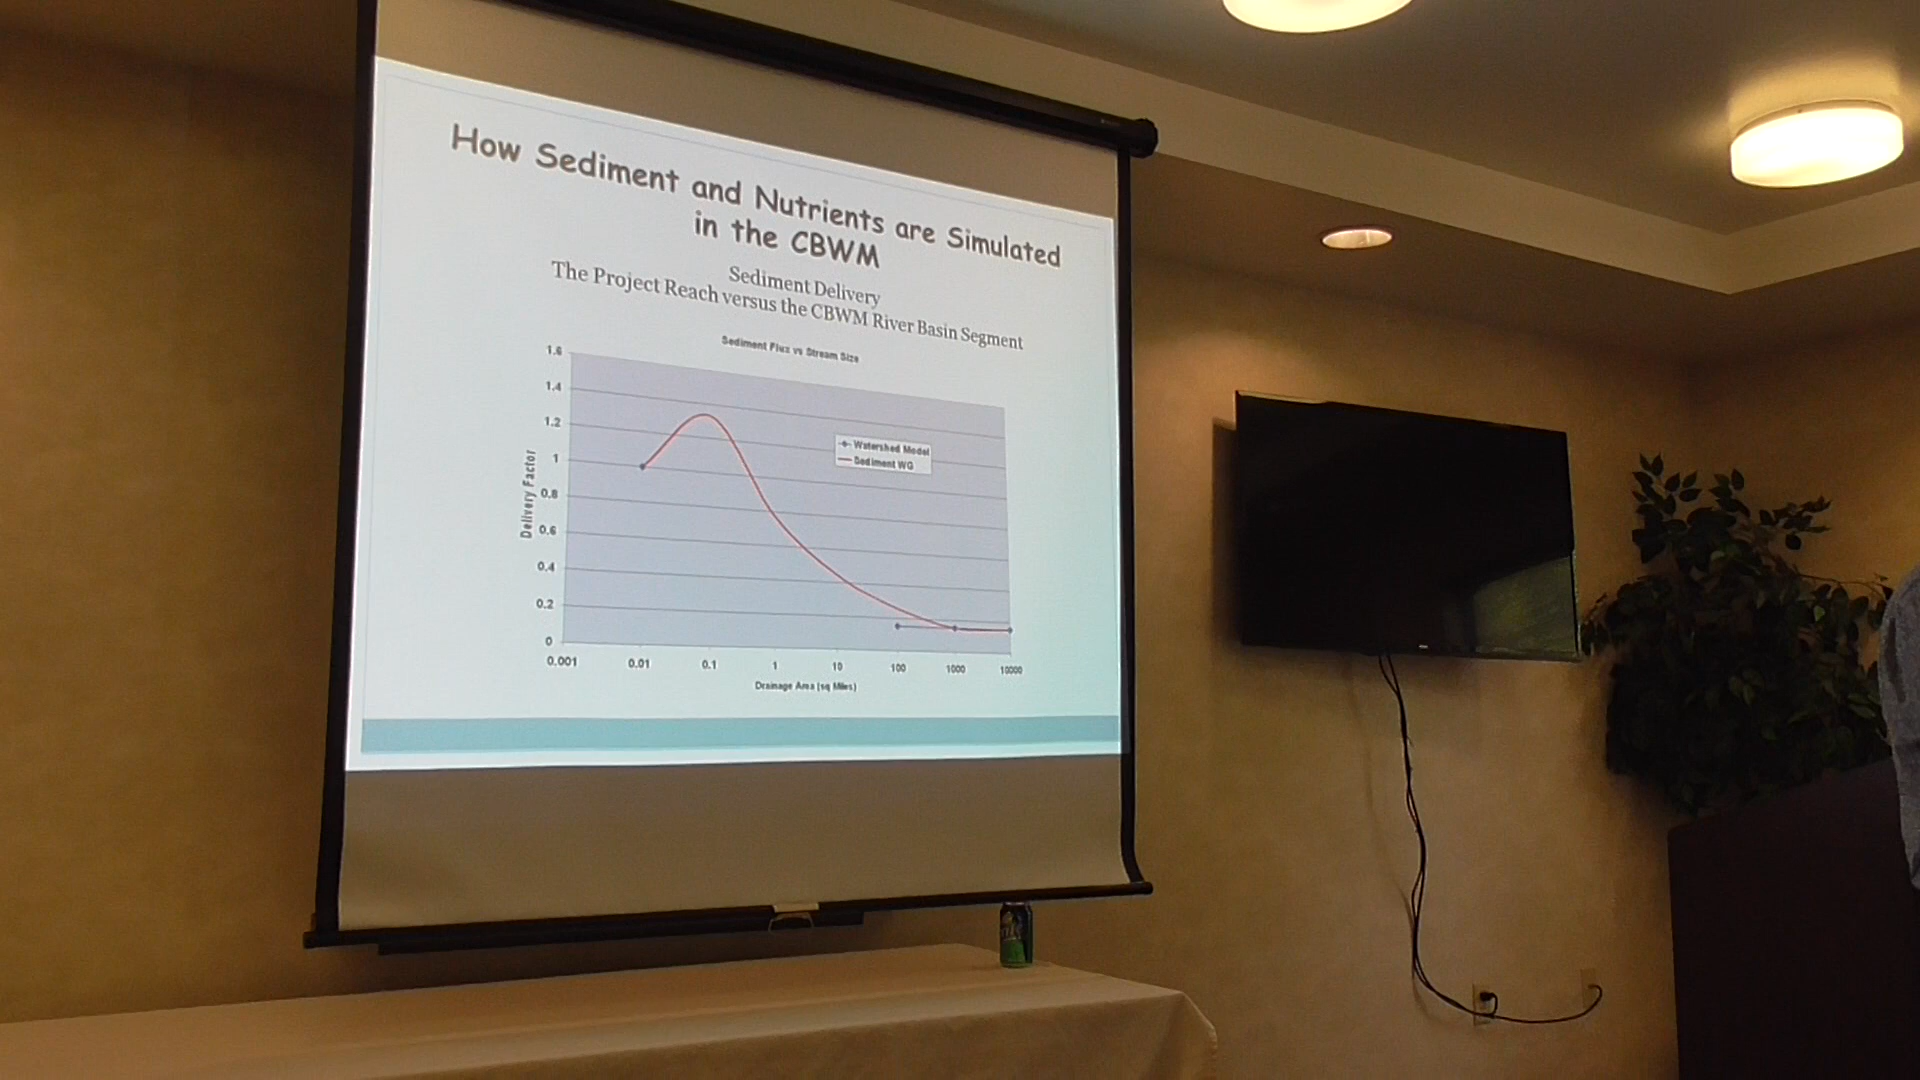 How Sediment and Nutrients are Simulated
in the CBWM
Sediment Delivery
The Project Reach versus the CBWM River Basin Segment
Sediment Flux vs Stream Size
1.6
1.4
1.2
1
0.8
0.6
0.4
0.2
0
Delivery Factor
Watershed Model
Sediment WG
0.001 0.01 0.1 1 10 100 1000 10000
Drainage Area (sq Miles)